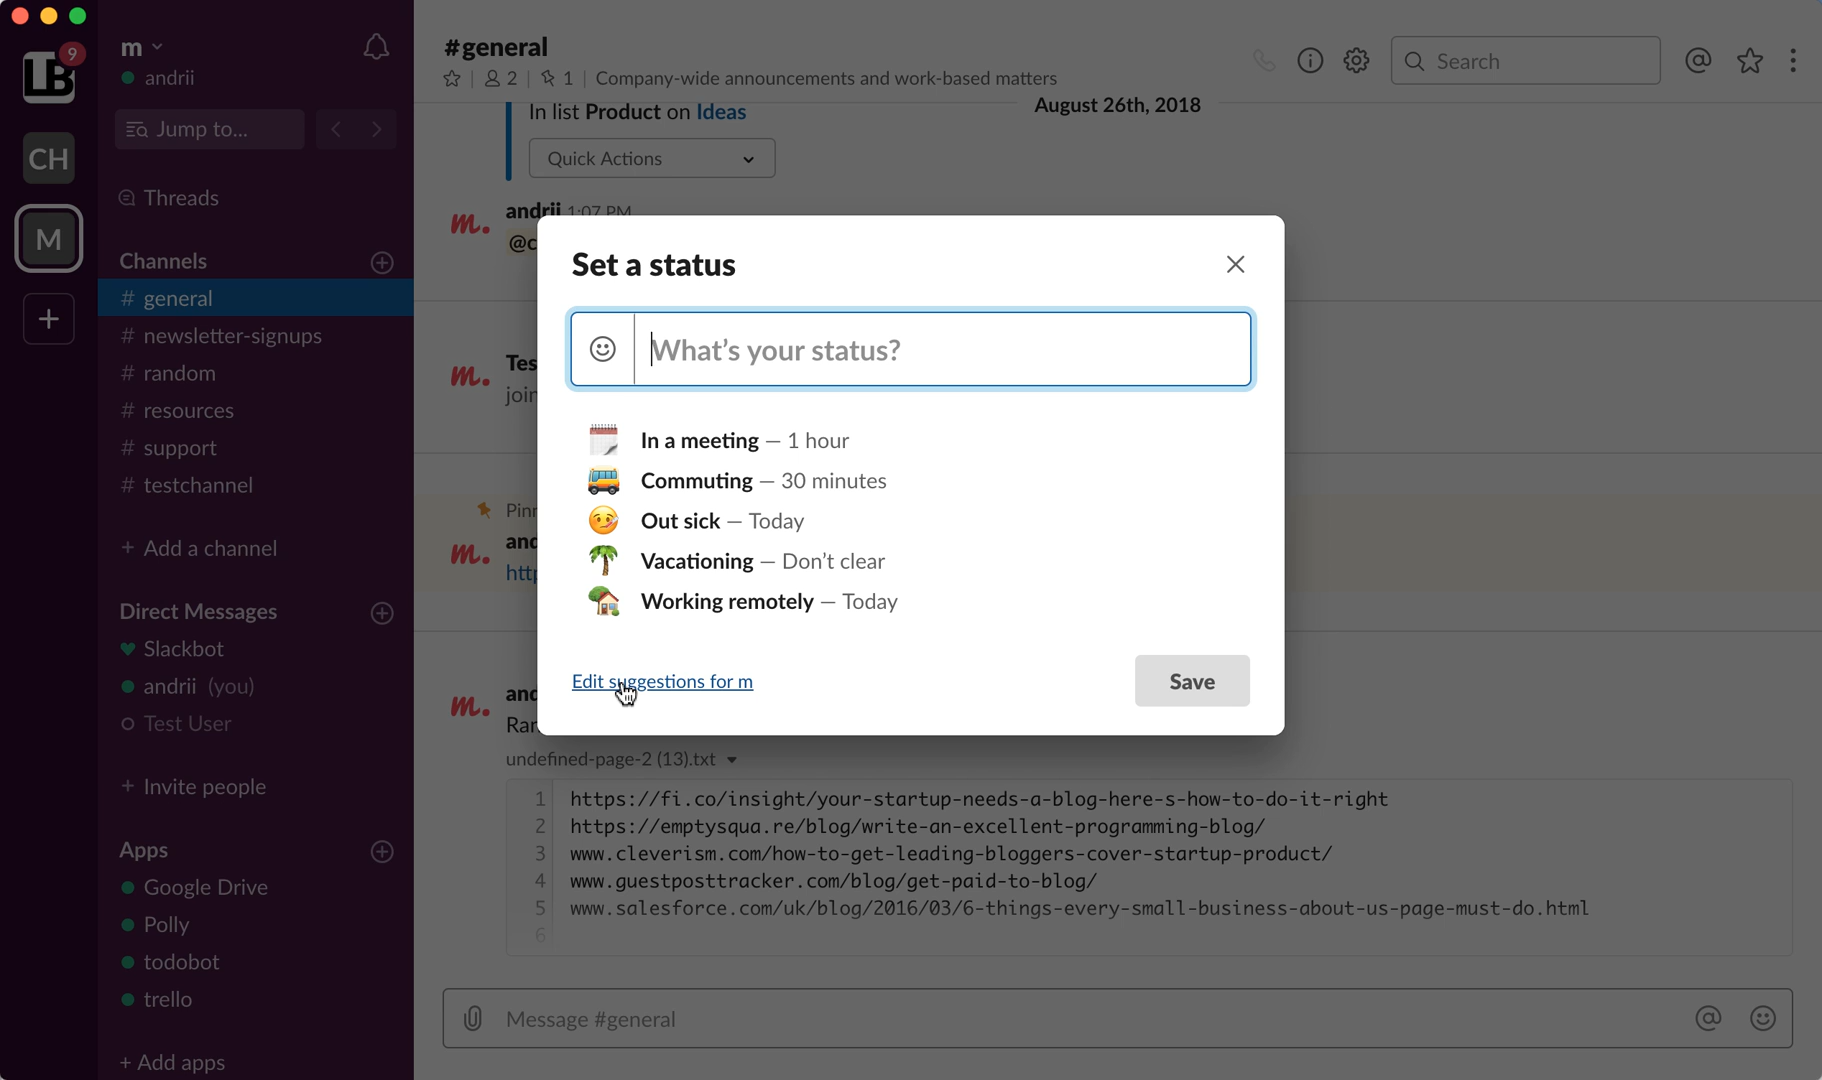 9
B
CH
M
m
andrii
Jump to...
Threads
Channels
# general
# newsletter-signups
# random
# resources
# support
# testchannel
+ Add a channel
Direct Messages
Slackbot
andrii (you)
Test User
+ Invite people
Apps
Google Drive
Polly
todobot
trello
+ Add apps
#general
2
1
Company-wide announcements and work-based matters
Search
In list Product on Ideas
August 26th, 2018
Quick Actions
m. andrii 1:07 PM
@c
Set a status
What's your status?
In a meeting — 1 hour
Commuting — 30 minutes
Out sick — Today
Vacationing — Don't clear
Working remotely — Today
Edit suggestions for m
Save
m. Tes
join
Pinn
m. and
http
m. and
Ran
undefined-page-2 (13).txt
1 https://fi.co/insight/your-startup-needs-a-blog-here-s-how-to-do-it-right
2 https://emptysqua.re/blog/write-an-excellent-programming-blog/
3 www.cleverism.com/how-to-get-leading-bloggers-cover-startup-product/
4 www.guestposttracker.com/blog/get-paid-to-blog/
5 www.salesforce.com/uk/blog/2016/03/6-things-every-small-business-about-us-page-must-do.html
6
Message #general